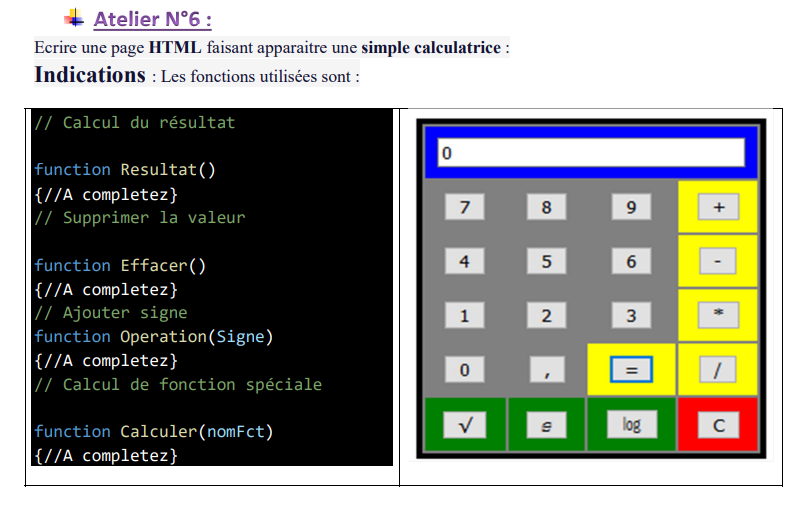 Atelier N°6 :
Ecrire une page HTML faisant apparaitre une simple calculatrice :
Indications : Les fonctions utilisées sont :
// Calcul du résultat
function Resultat()
{//A completez}
// Supprimer la valeur
function Effacer()
{//A completez}
// Ajouter signe
function Operation(Signe)
{//A completez}
// Calcul de fonction spéciale
function Calculer(nomFct)
{//A completez}
0
7 8 9 +
4 5 6 -
1 2 3 *
0 , = /
√ log C